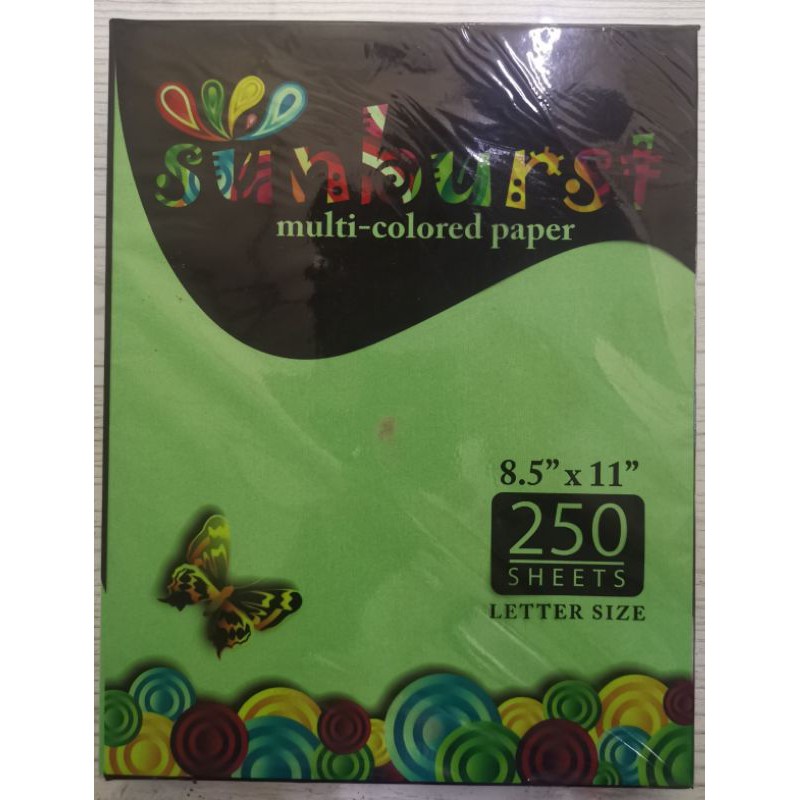 sunburst
multi-colored paper
8.5" x 11"
250
SHEETS
LETTER SIZE